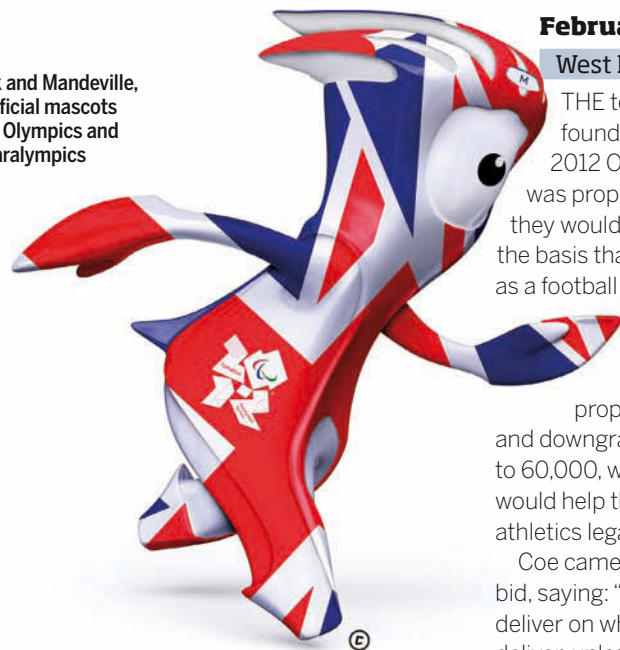 and Mandeville,
ficial mascots
Olympics and
aralympics
M
©
Februa
West
THE t
found
2012 O
was prop
they would
the basis tha
as a football
prop
and downgra
to 60,000, w
would help th
athletics lega
Coe came
bid, saying: “
deliver on wh